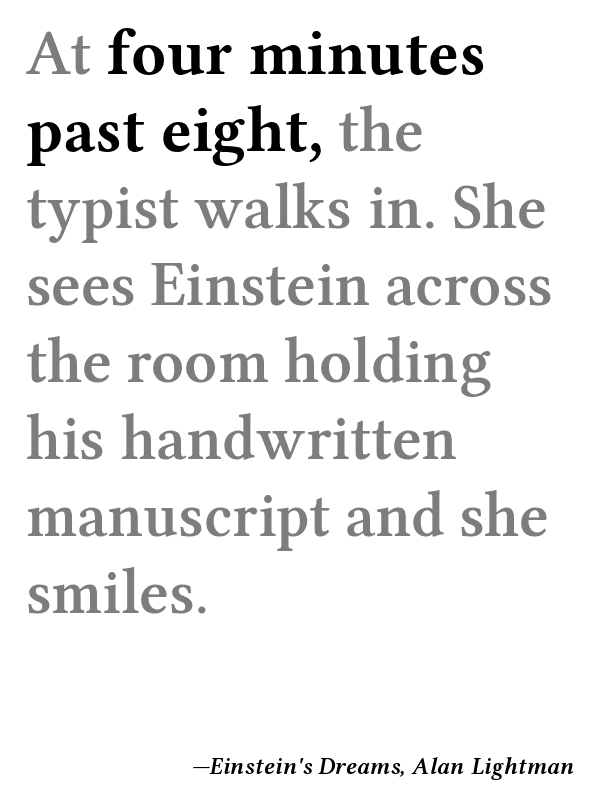 At four minutes
past eight, the
typist walks in. She
sees Einstein across
the room holding
his handwritten
manuscript and she
smiles.
—Einstein's Dreams, Alan Lightman